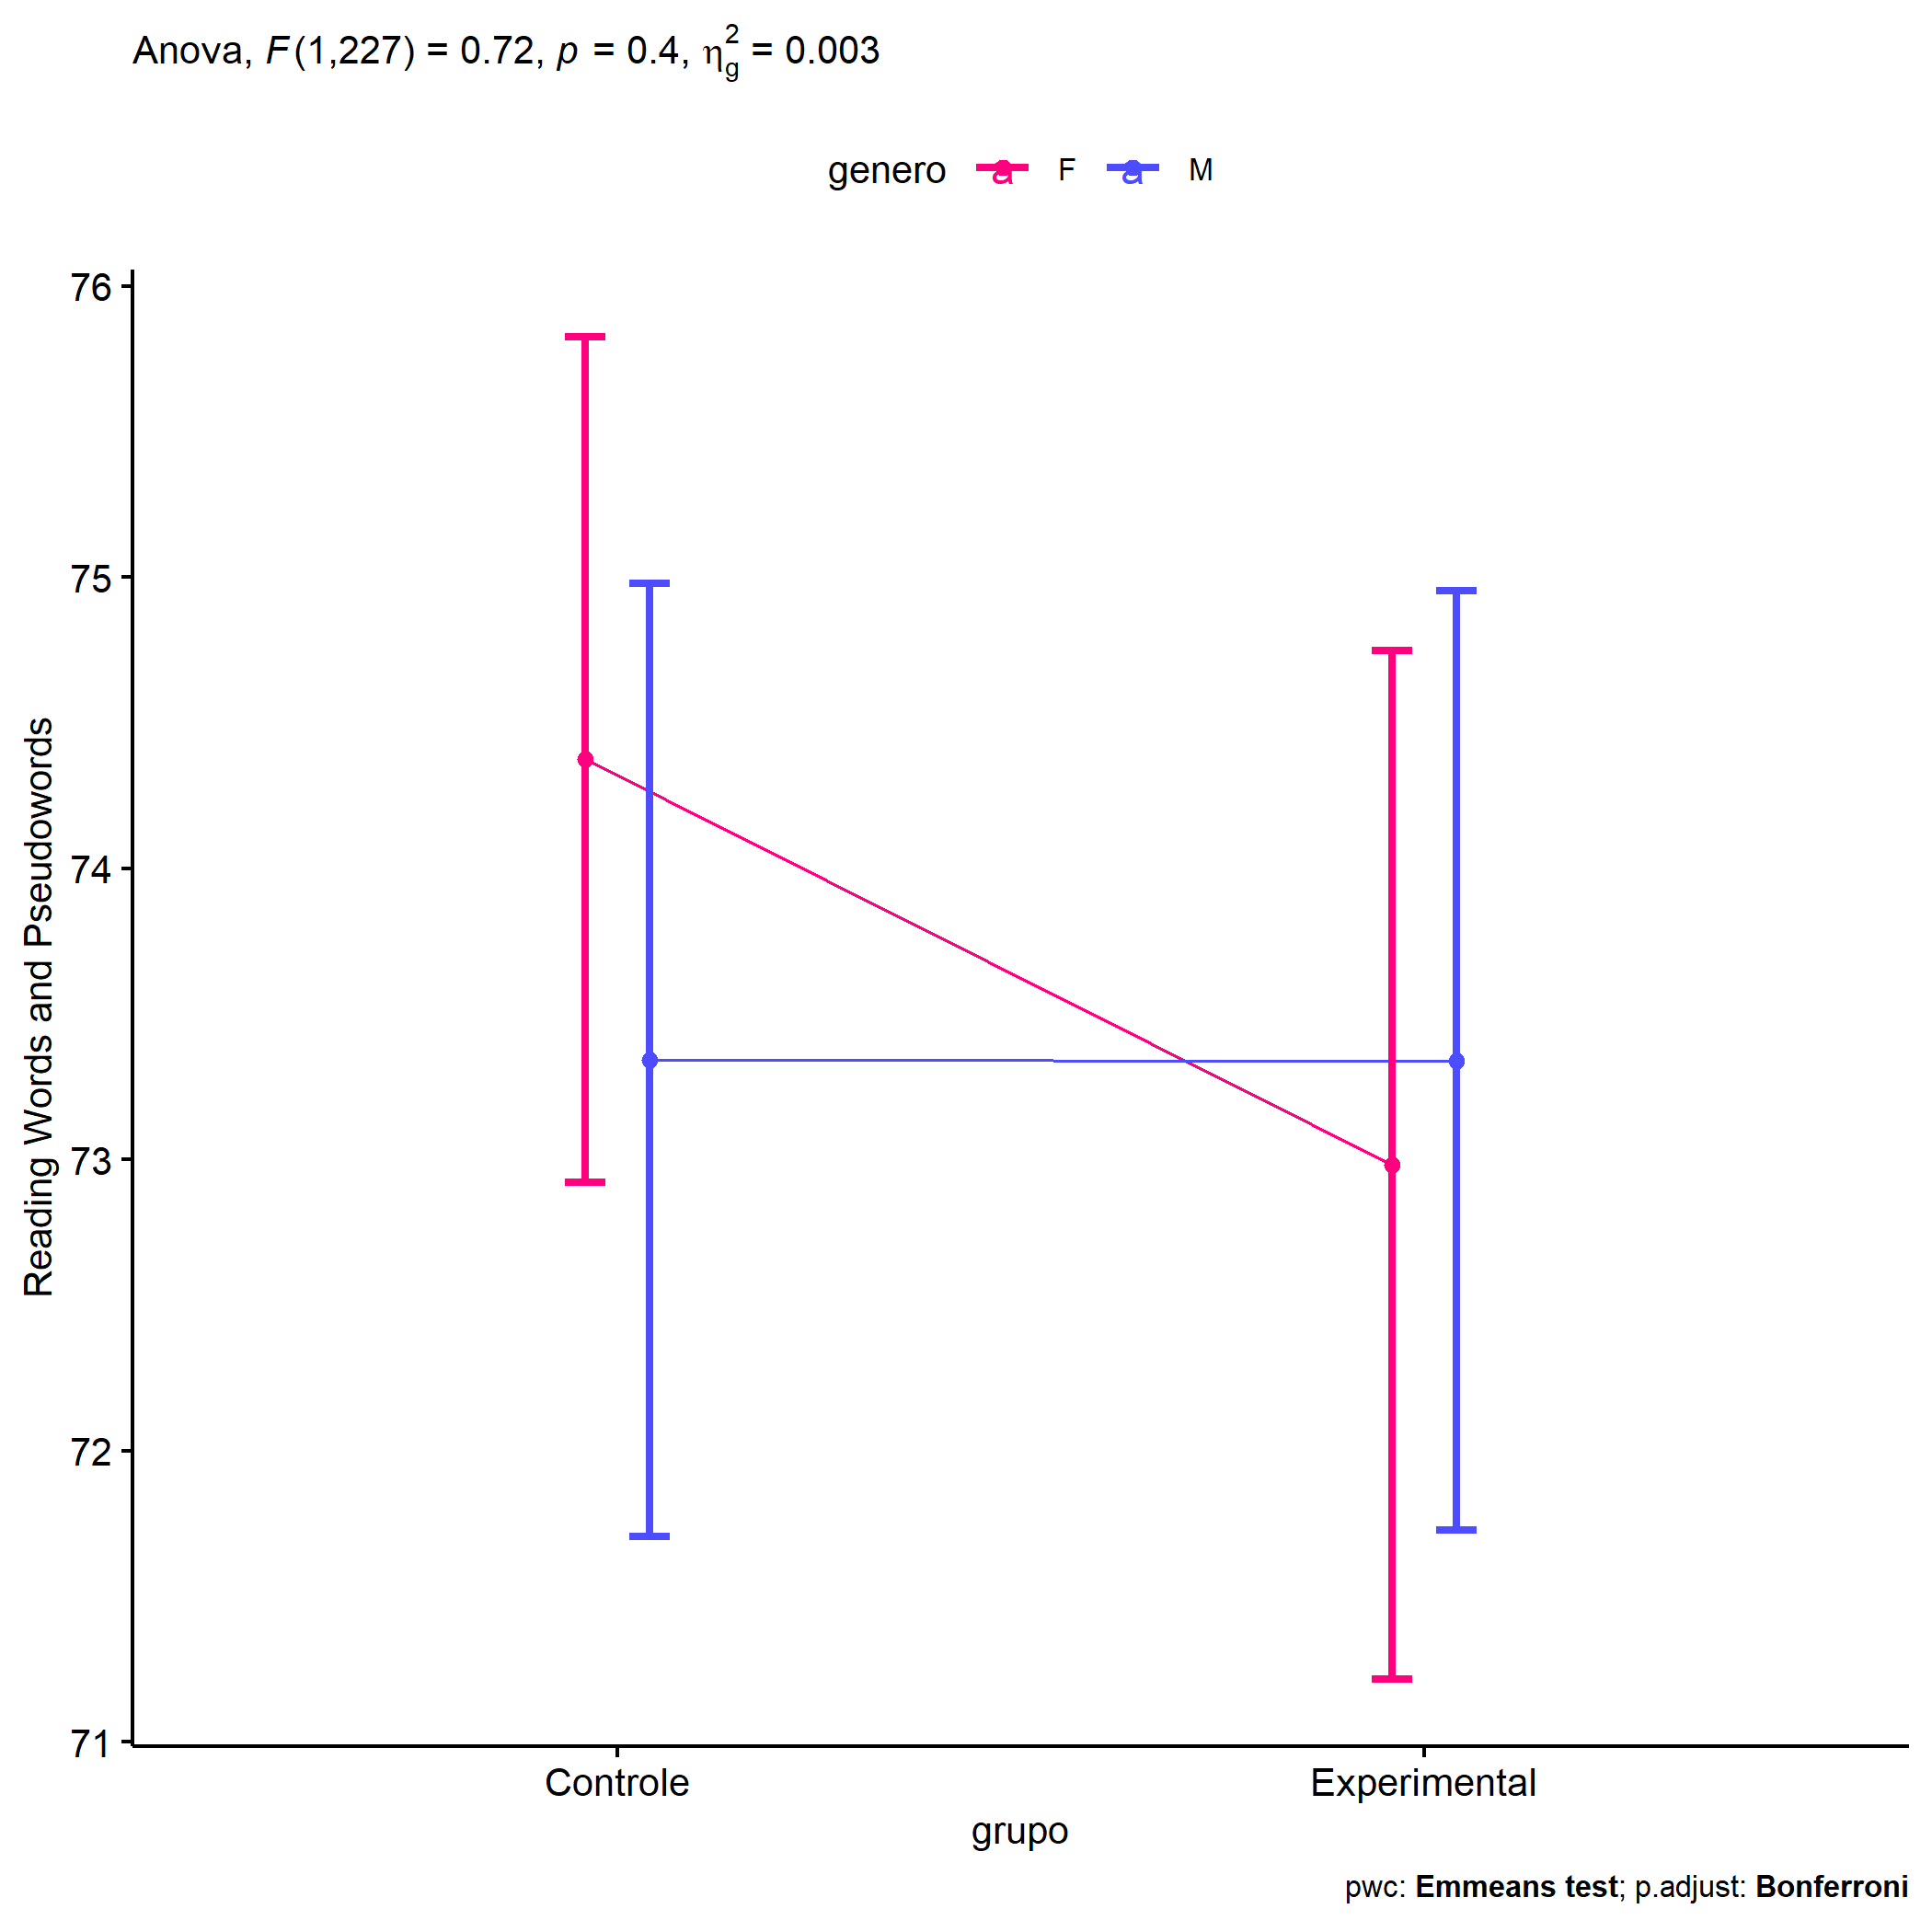 Anova, F(1,227) = 0.72, p = 0.4, η²g = 0.003
genero a F a M
76
75
74
73
72
71
Reading Words and Pseudowords
Controle Experimental
grupo
pwc: Emmeans test; p.adjust: Bonferroni